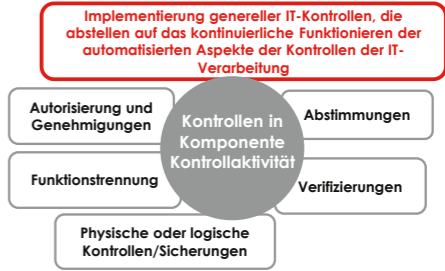 Implementierung genereller IT-Kontrollen, die
abstellen auf das kontinuierliche Funktionieren der
automatisierten Aspekte der Kontrollen der IT-
Verarbeitung
Autorisierung und
Genehmigungen
Kontrollen in
Komponente
Kontrollaktivität
Abstimmungen
Funktionstrennung
Verifizierungen
Physische oder logische
Kontrollen/Sicherungen